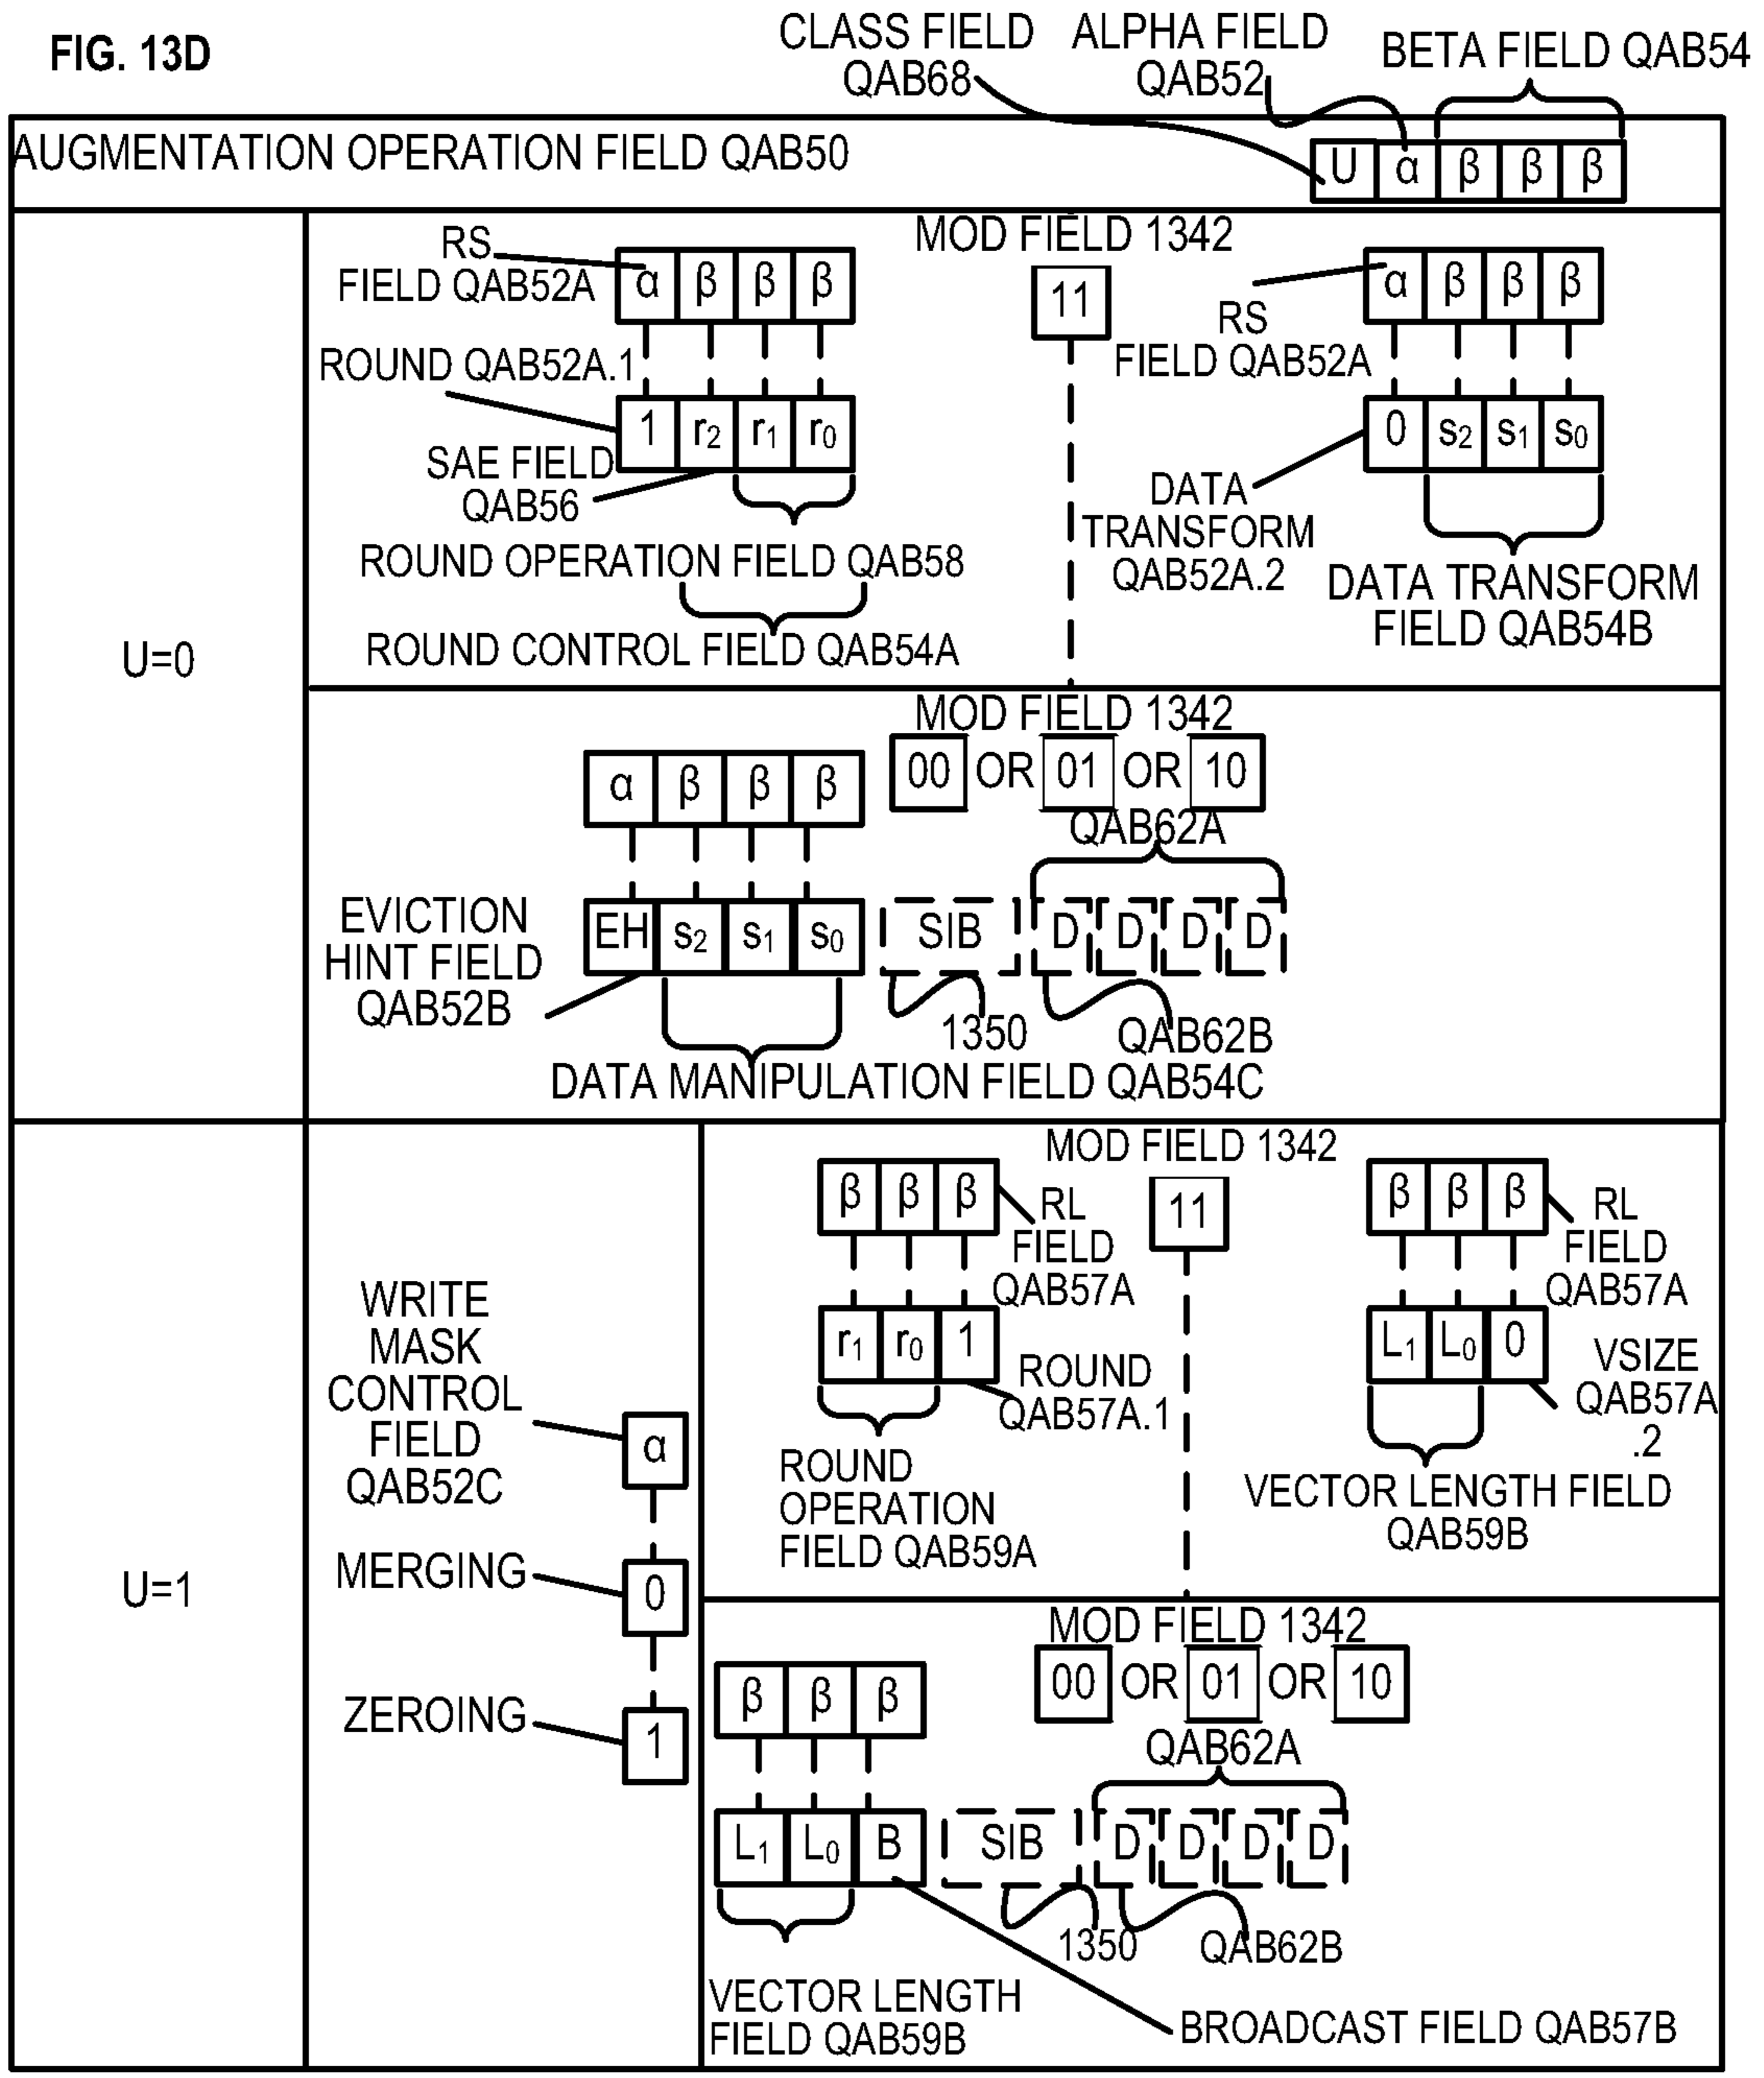 FIG. 13D
CLASS FIELD
QAB68
ALPHA FIELD
QAB52
BETA FIELD QAB54
AUGMENTATION OPERATION FIELD QAB50
U α β β β
U=0
MOD FIELD 1342
11
RS
FIELD QAB52A
α β β β
ROUND QAB52A.1
1 r2 r1 r0
SAE FIELD
QAB56
ROUND OPERATION FIELD QAB58
ROUND CONTROL FIELD QAB54A
α β β β
RS
FIELD QAB52A
0 s2 s1 s0
DATA
TRANSFORM
QAB52A.2
DATA TRANSFORM
FIELD QAB54B
MOD FIELD 1342
00 OR 01 OR 10
α β β β
QAB62A
EVICTION
HINT FIELD
QAB52B
EH s2 s1 s0 SIB D D D D
1350
QAB62B
DATA MANIPULATION FIELD QAB54C
U=1
WRITE
MASK
CONTROL
FIELD
QAB52C
α
MERGING
0
ZEROING
1
MOD FIELD 1342
11
β β β
RL
FIELD
QAB57A
r1 r0 1
ROUND
QAB57A.1
ROUND
OPERATION
FIELD QAB59A
β β β
RL
FIELD
QAB57A
L1 L0 0
VSIZE
QAB57A
.2
VECTOR LENGTH FIELD
QAB59B
MOD FIELD 1342
00 OR 01 OR 10
β β β
QAB62A
L1 L0 B SIB D D D D
1350
QAB62B
VECTOR LENGTH
FIELD QAB59B
BROADCAST FIELD QAB57B